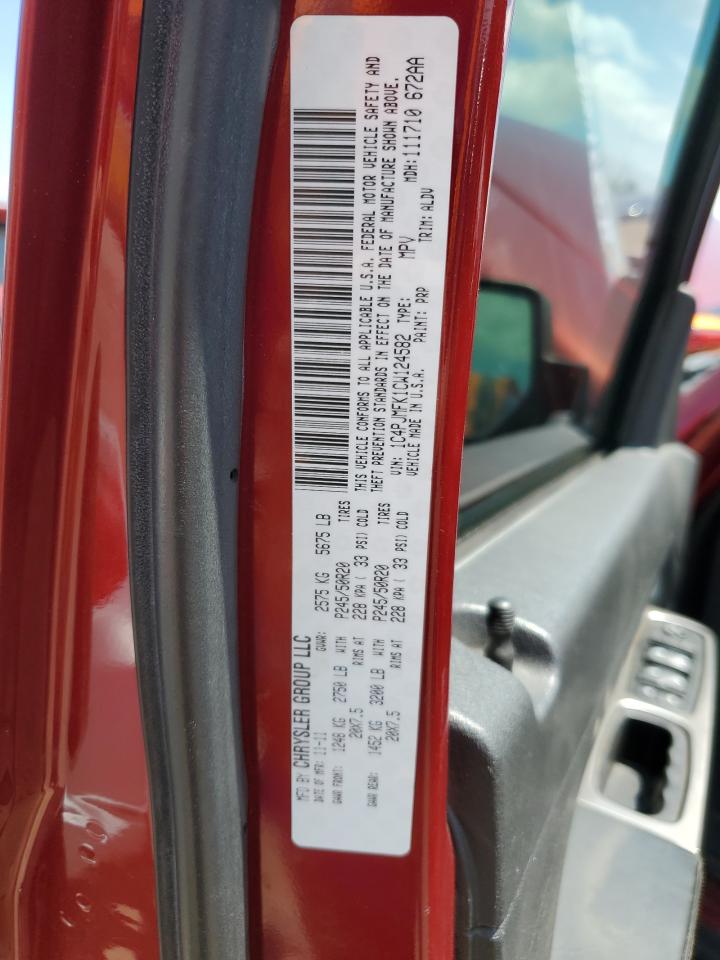 MFD BY CHRYSLER GROUP LLC
DATE OF MFR: 11-11 GVWR: 2575 KG 5675 LB
GAWR FRONT: 1248 KG 2750 LB WITH P245/50R20 TIRES
20X7.5 RIMS AT 228 KPA ( 33 PSI) COLD
GAWR REAR: 1452 KG 3200 LB WITH P245/50R20 TIRES
20X7.5 RIMS AT 228 KPA ( 33 PSI) COLD
THIS VEHICLE CONFORMS TO ALL APPLICABLE U.S.A. FEDERAL MOTOR VEHICLE SAFETY AND
THEFT PREVENTION STANDARDS IN EFFECT ON THE DATE OF MANUFACTURE SHOWN ABOVE.
VIN: 1C4PJMFK1CW124582 TYPE: MPV MDH: 111710 672AA
VEHICLE MADE IN U.S.A. PAINT: PRP TRIM: ALDV